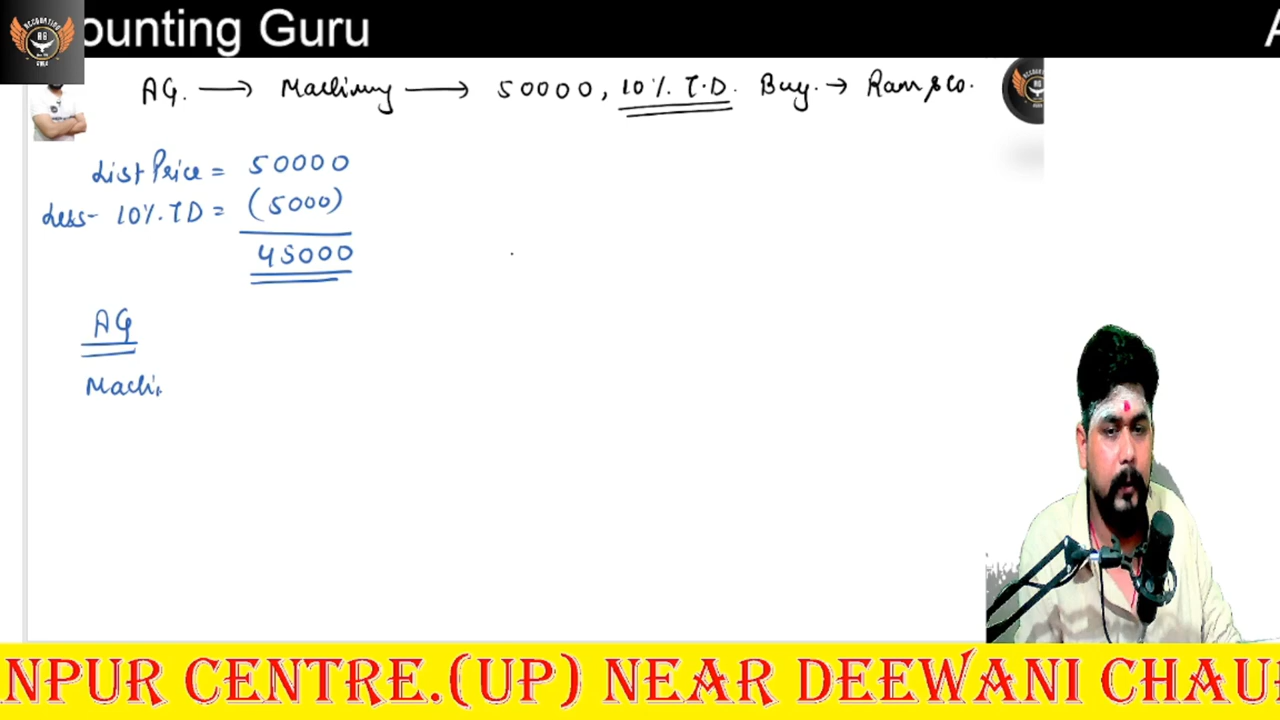 ounting Guru
A
AG. → Machinery → 50000, 10% T.D. Buy. → Ram & Co.
List Price = 50000
Less- 10%. TD = (5000)
45000
AG
Machi
NPUR CENTRE.(UP) NEAR DEEWANI CHAU